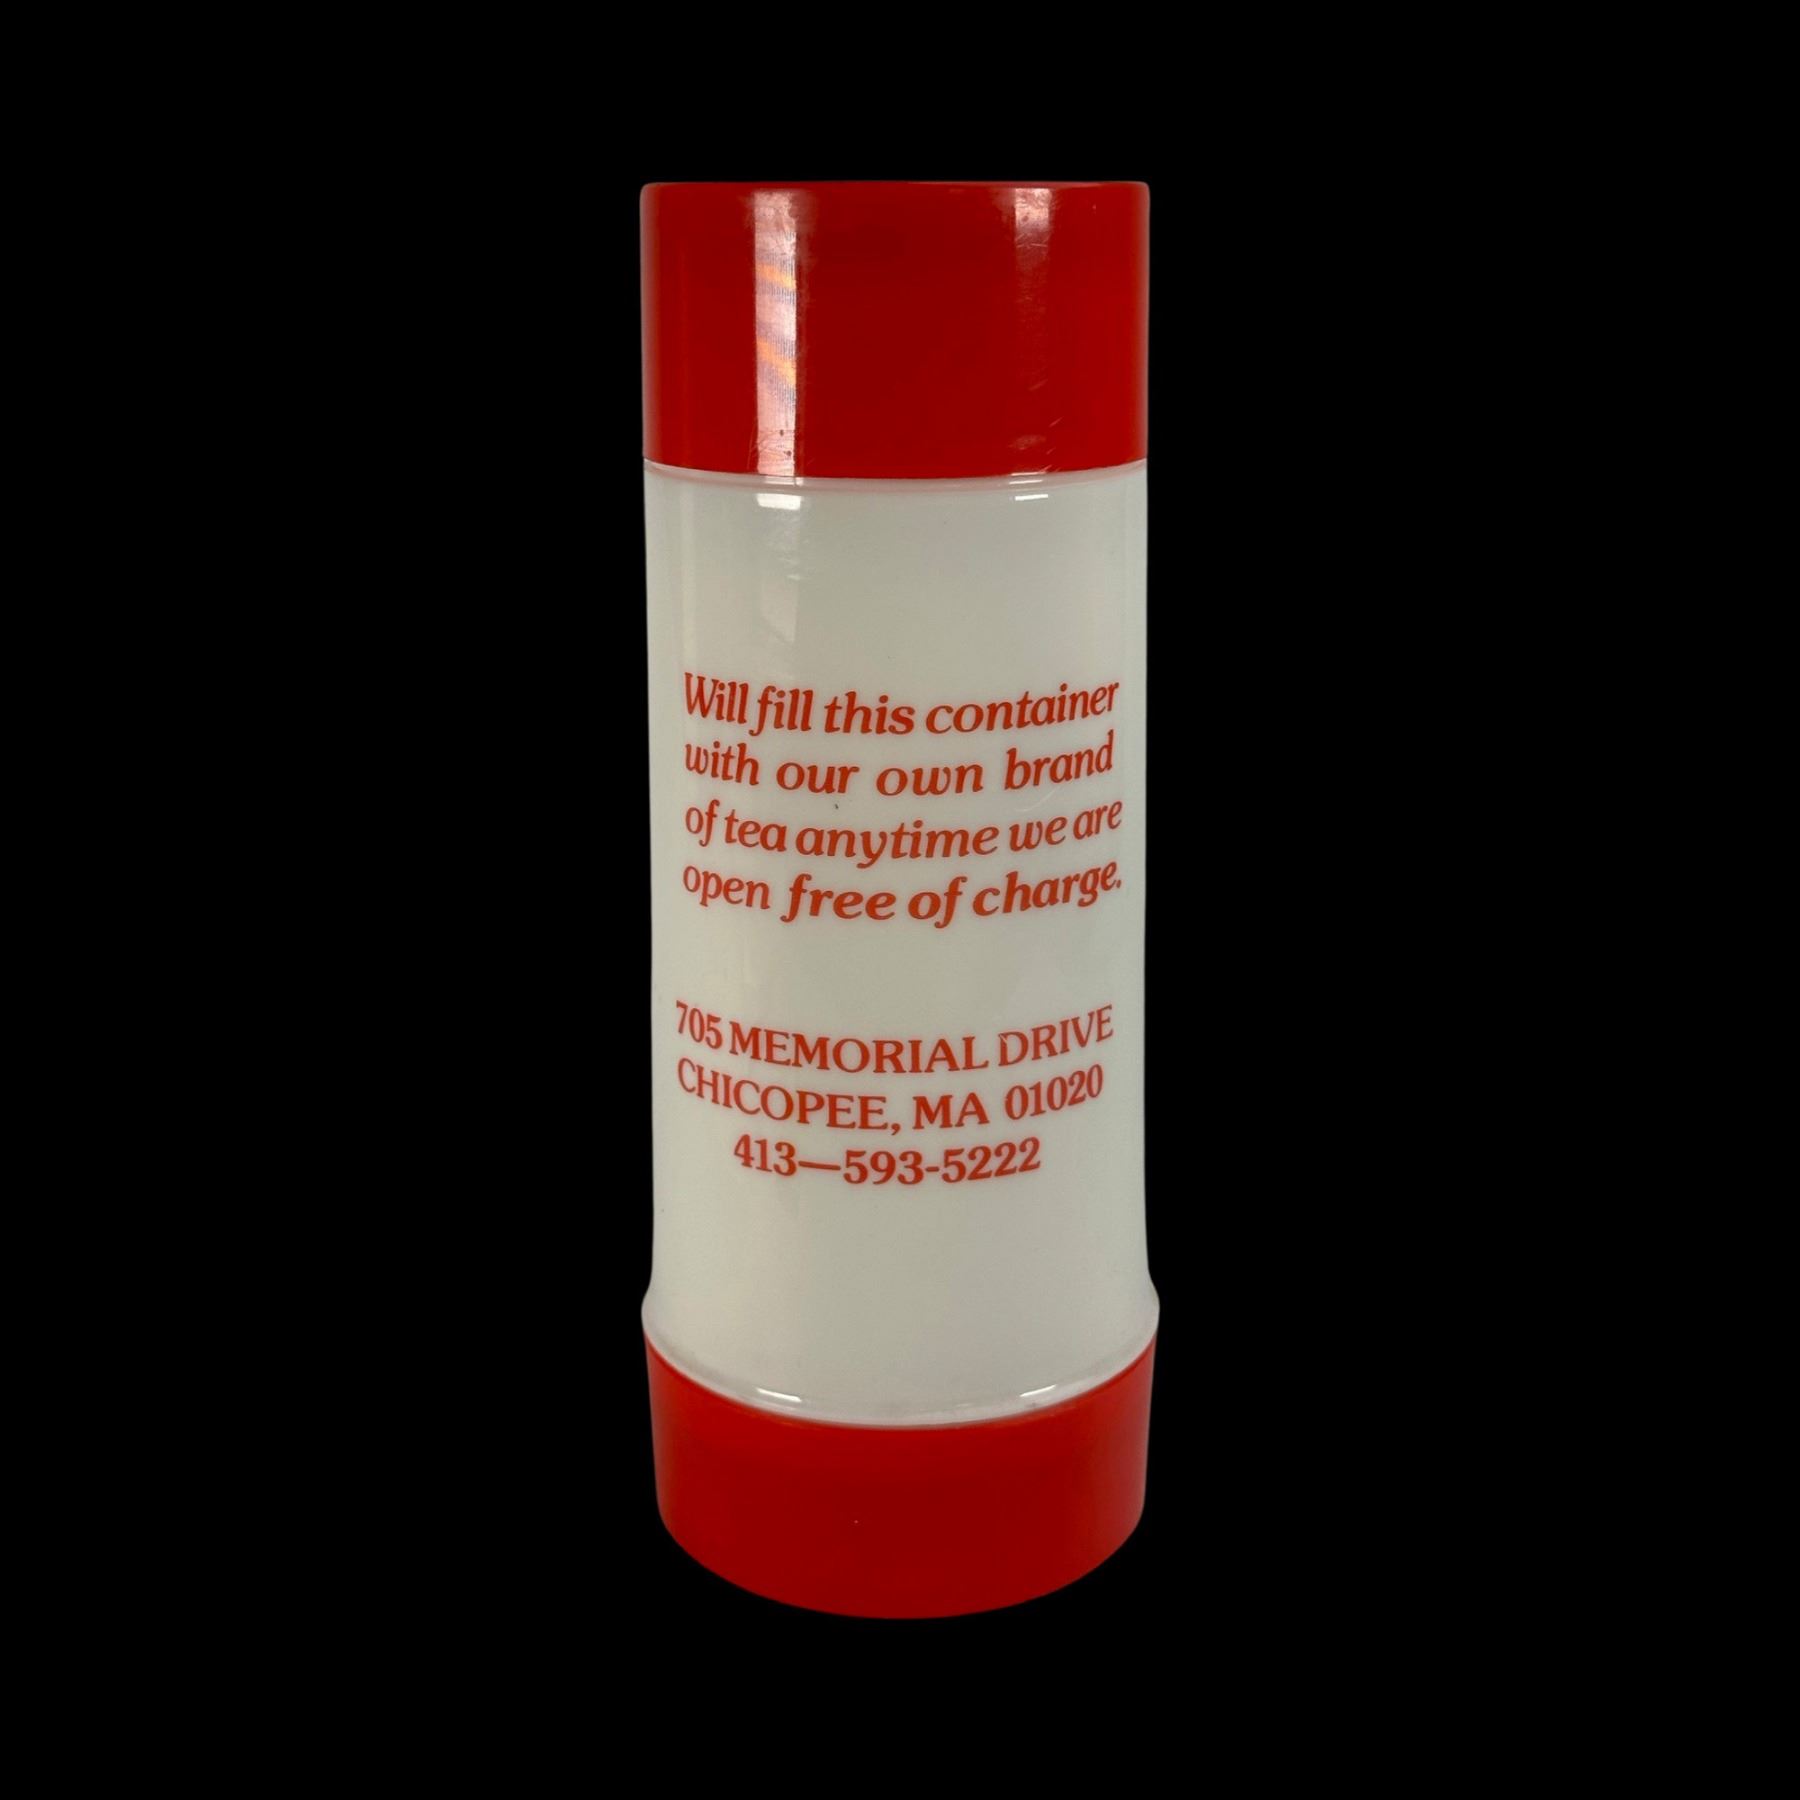 Will fill this container
with our own brand
of tea anytime we are
open free of charge.
705 MEMORIAL DRIVE
CHICOPEE, MA 01020
413—593-5222